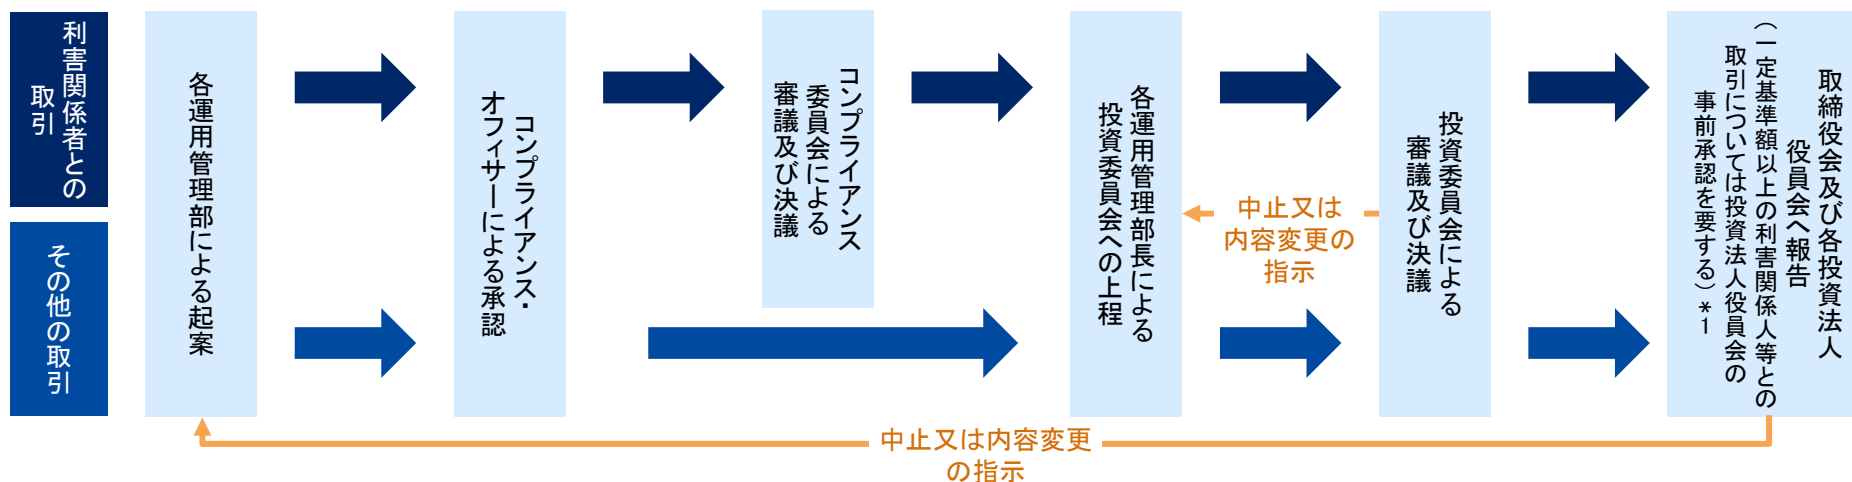 利害関係者との
取引
その他の取引
各運用管理部による起案
コンプライアンス・
オフィサーによる承認
コンプライアンス
委員会による
審議及び決議
各運用管理部長による
投資委員会への上程
中止又は
内容変更の
指示
投資委員会による
審議及び決議
取締役会及び各投資法人
役員会へ報告
（一定基準額以上の利害関係人等との
取引については投資法人役員会の
事前承認を要する）*1
中止又は内容変更
の指示